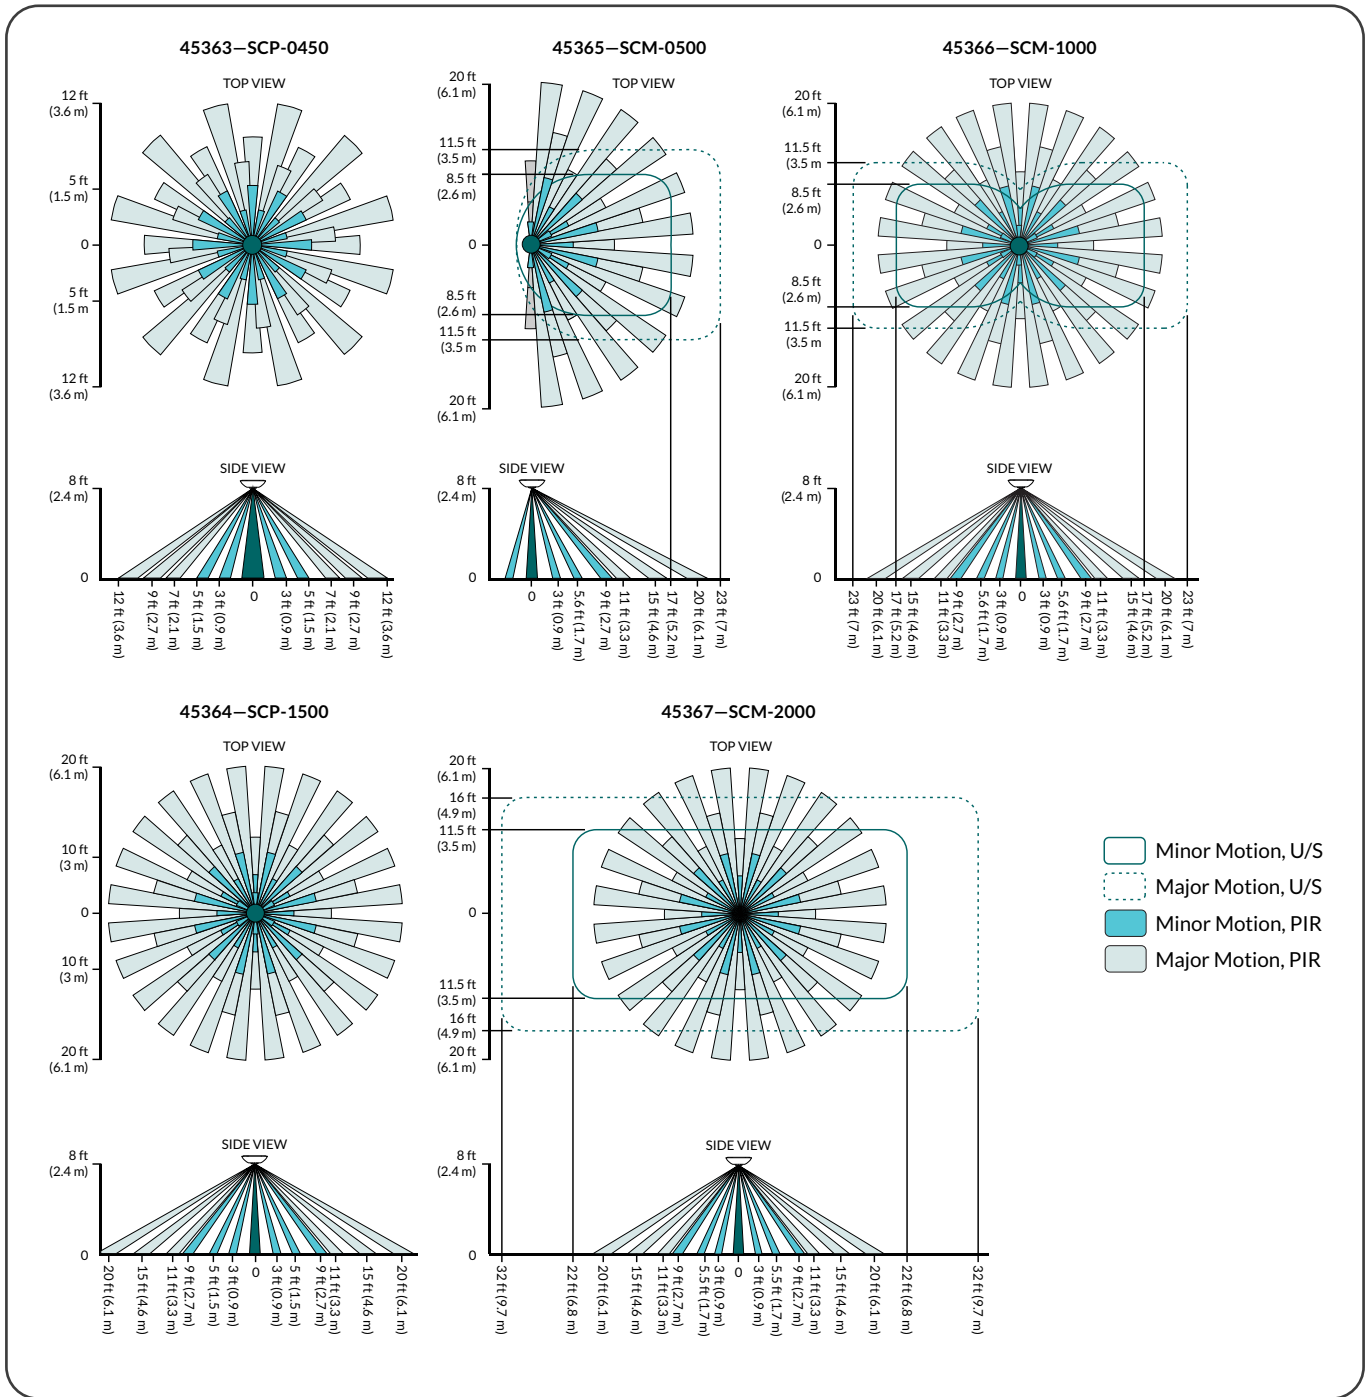 45363—SCP-0450
TOP VIEW
12 ft
(3.6 m)
5 ft
(1.5 m)
0
5 ft
(1.5 m
12 ft
(3.6 m)
SIDE VIEW
8 ft
(2.4 m)
0
12 ft (3.6 m)
9 ft (2.7 m)
7 ft (2.1 m)
5 ft (1.5 m)
3 ft (0.9 m)
0
3 ft (0.9 m)
5 ft (1.5 m)
7 ft (2.1 m)
9 ft (2.7 m)
12 ft (3.6 m)
45365—SCM-0500
TOP VIEW
20 ft
(6.1 m)
11.5 ft
(3.5 m)
8.5 ft
(2.6 m)
0
8.5 ft
(2.6 m)
11.5 ft
(3.5 m
20 ft
(6.1 m)
SIDE VIEW
8 ft
(2.4 m)
0
0
3 ft (0.9 m)
5.6 ft (1.7 m)
9 ft (2.7 m)
11 ft (3.3 m)
15 ft (4.6 m)
17 ft (5.2 m)
20 ft (6.1 m)
23 ft (7 m)
45366—SCM-1000
TOP VIEW
20 ft
(6.1 m)
11.5 ft
(3.5 m
8.5 ft
(2.6 m)
0
8.5 ft
(2.6 m)
11.5 ft
(3.5 m
20 ft
(6.1 m)
SIDE VIEW
8 ft
(2.4 m)
0
23 ft (7 m)
20 ft (6.1 m)
17 ft (5.2 m)
15 ft (4.6 m)
11 ft (3.3 m)
9 ft (2.7 m)
5.6 ft (1.7 m)
3 ft (0.9 m)
0
3 ft (0.9 m)
5.6 ft (1.7 m)
9 ft (2.7 m)
11 ft (3.3 m)
15 ft (4.6 m)
17 ft (5.2 m)
20 ft (6.1 m)
23 ft (7 m)
45364—SCP-1500
TOP VIEW
20 ft
(6.1 m)
10 ft
(3 m)
0
10 ft
(3 m)
20 ft
(6.1 m)
SIDE VIEW
8 ft
(2.4 m)
0
20 ft (6.1 m)
15 ft (4.6 m)
11 ft (3.3 m)
9 ft (2.7 m)
5 ft (1.5 m)
3 ft (0.9 m)
0
3 ft (0.9 m)
5 ft (1.5 m)
9 ft (2.7 m)
11 ft (3.3 m)
15 ft (4.6 m)
20 ft (6.1 m)
45367—SCM-2000
TOP VIEW
20 ft
(6.1 m)
16 ft
(4.9 m)
11.5 ft
(3.5 m)
0
11.5 ft
(3.5 m)
16 ft
(4.9 m)
20 ft
(6.1 m)
SIDE VIEW
8 ft
(2.4 m)
0
32 ft (9.7 m)
22 ft (6.8 m)
20 ft (6.1 m)
15 ft (4.6 m)
11 ft (3.3 m)
9 ft (2.7 m)
5.5 ft (1.7 m)
3 ft (0.9 m)
0
3 ft (0.9 m)
5.5 ft (1.7 m)
9 ft (2.7 m)
11 ft (3.3 m)
15 ft (4.6 m)
20 ft (6.1 m)
22 ft (6.8 m)
32 ft (9.7 m)
Minor Motion, U/S
Major Motion, U/S
Minor Motion, PIR
Major Motion, PIR